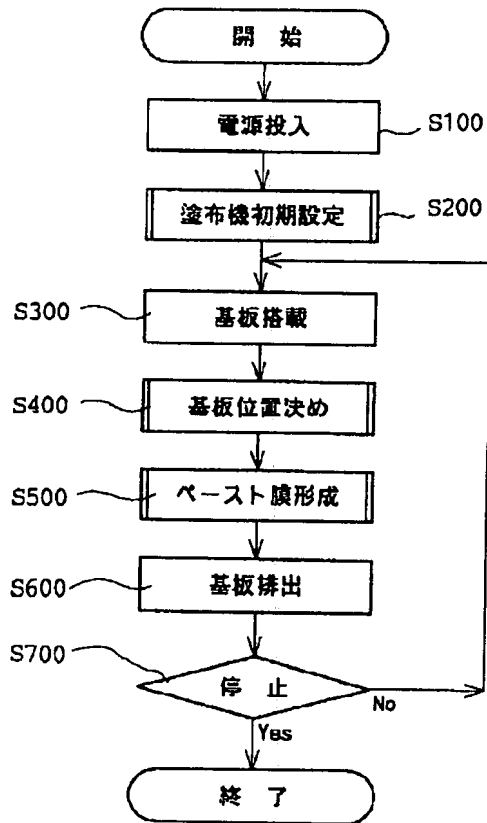 開 始
電源投入
S100
塗布機初期設定
S200
S300
基板搭載
S400
基板位置決め
S500
ペースト膜形成
S600
基板排出
S700
停 止
No
Yes
終 了